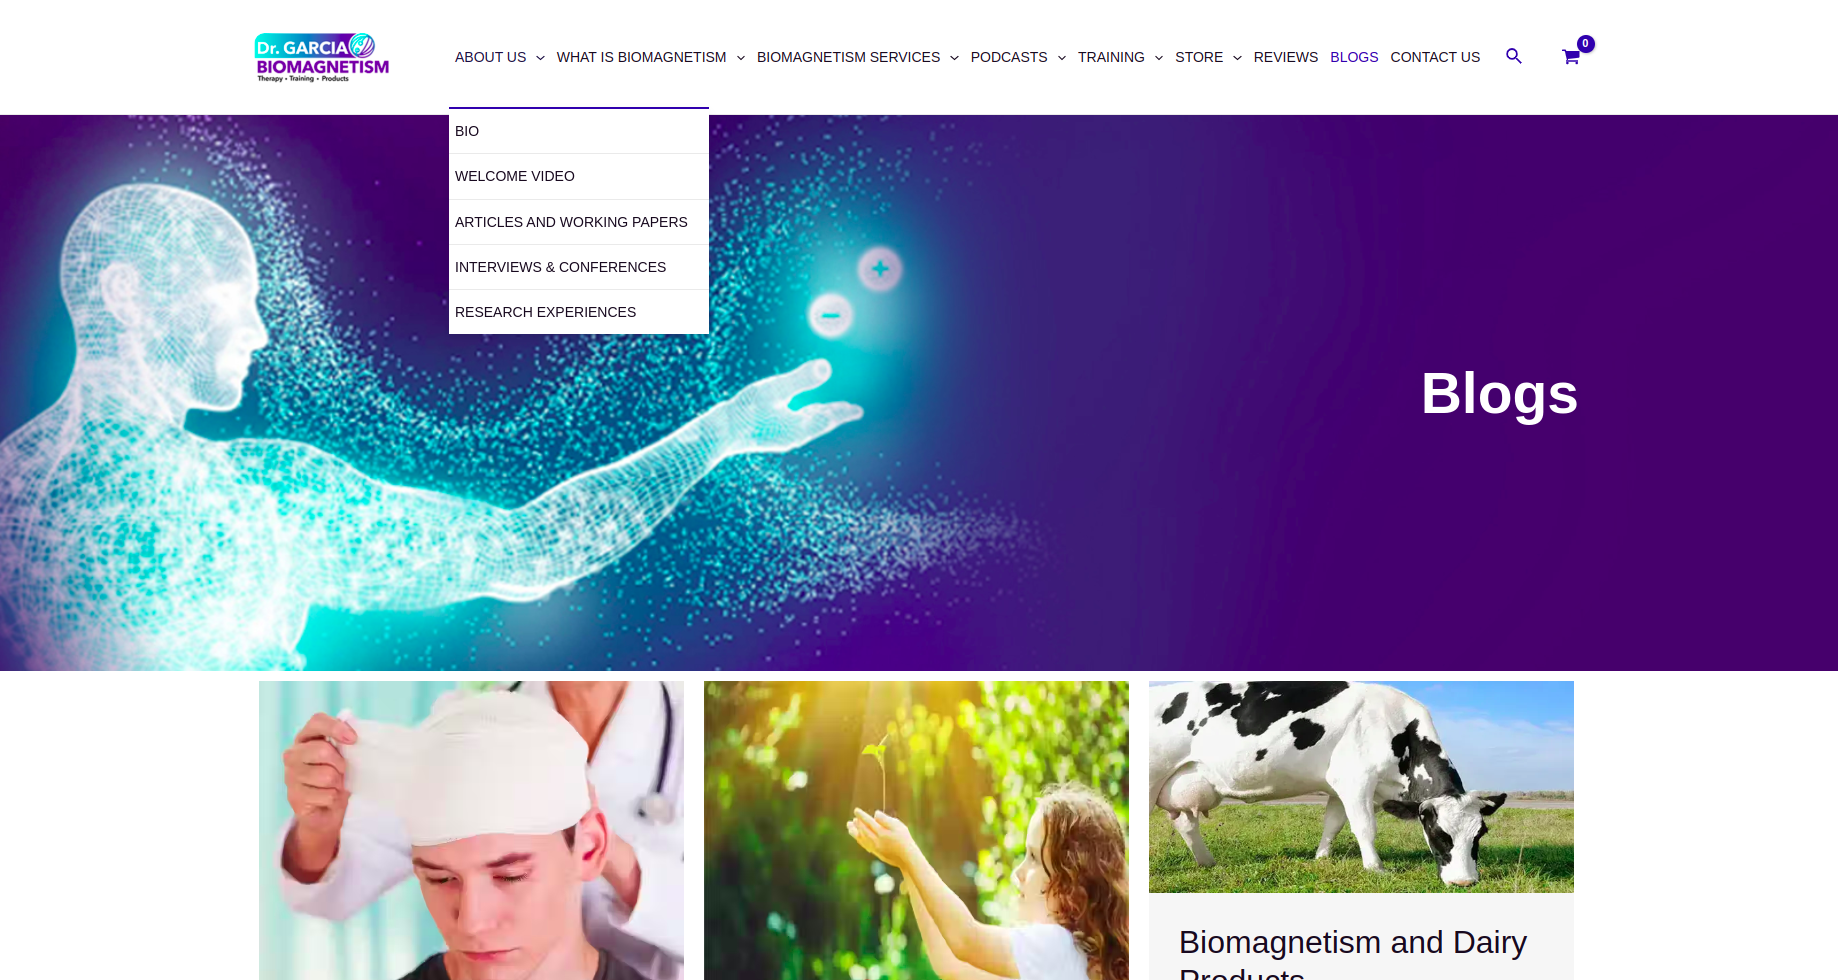 Dr. GARCIA
BIOMAGNETISM
Therapy • Training • Products
ABOUT US WHAT IS BIOMAGNETISM BIOMAGNETISM SERVICES PODCASTS TRAINING STORE REVIEWS BLOGS CONTACT US 0
BIO
WELCOME VIDEO
ARTICLES AND WORKING PAPERS
INTERVIEWS & CONFERENCES
RESEARCH EXPERIENCES
Blogs
Biomagnetism and Dairy
Products